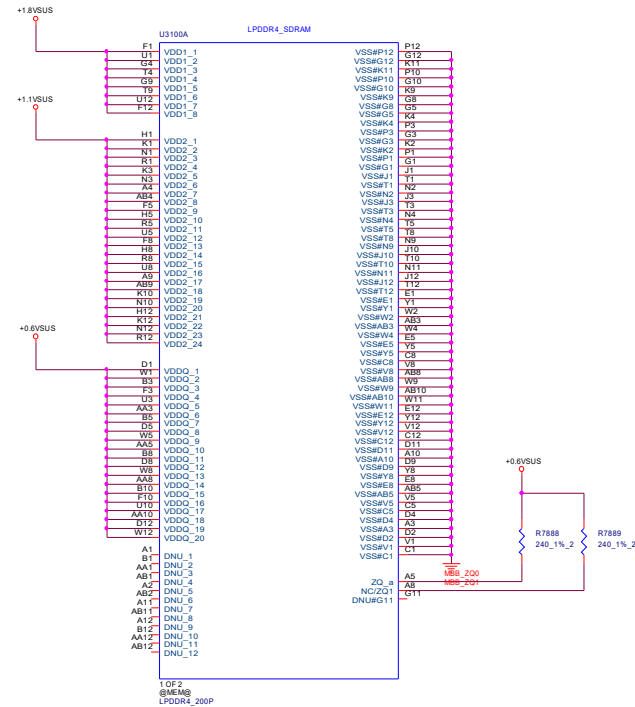 +1.8VSUS
U3100A
LPDDR4_SDRAM
F1 VDD1_1
U1 VDD1_2
G4 VDD1_3
T4 VDD1_4
G9 VDD1_5
T9 VDD1_6
U12 VDD1_7
F12 VDD1_8
+1.1VSUS
H1 VDD2_1
K1 VDD2_2
N1 VDD2_3
R1 VDD2_4
K3 VDD2_5
N3 VDD2_6
A4 VDD2_7
AB4 VDD2_8
F5 VDD2_9
H5 VDD2_10
R5 VDD2_11
U5 VDD2_12
F8 VDD2_13
H8 VDD2_14
R8 VDD2_15
U8 VDD2_16
A9 VDD2_17
AB9 VDD2_18
K10 VDD2_19
N10 VDD2_20
H12 VDD2_21
K12 VDD2_22
N12 VDD2_23
R12 VDD2_24
+0.6VSUS
D1 VDDQ_1
W1 VDDQ_2
B3 VDDQ_3
F3 VDDQ_4
U3 VDDQ_5
AA3 VDDQ_6
B5 VDDQ_7
D5 VDDQ_8
W5 VDDQ_9
AA5 VDDQ_10
B8 VDDQ_11
D8 VDDQ_12
W8 VDDQ_13
AA8 VDDQ_14
B10 VDDQ_15
F10 VDDQ_16
U10 VDDQ_17
AA10 VDDQ_18
D12 VDDQ_19
W12 VDDQ_20
A1 DNU_1
B1 DNU_2
AA1 DNU_3
AB1 DNU_4
A2 DNU_5
AB2 DNU_6
A11 DNU_7
AB11 DNU_8
A12 DNU_9
B12 DNU_10
AA12 DNU_11
AB12 DNU_12
VSS#P12 P12
VSS#G12 G12
VSS#K11 K11
VSS#P10 P10
VSS#G10 G10
VSS#K9 K9
VSS#G8 G8
VSS#G5 G5
VSS#K4 K4
VSS#P3 P3
VSS#G3 G3
VSS#K2 K2
VSS#P1 P1
VSS#G1 G1
VSS#J1 J1
VSS#T1 T1
VSS#N2 N2
VSS#J3 J3
VSS#T3 T3
VSS#N4 N4
VSS#T5 T5
VSS#T8 T8
VSS#N9 N9
VSS#J10 J10
VSS#T10 T10
VSS#N11 N11
VSS#J12 J12
VSS#T12 T12
VSS#E1 E1
VSS#Y1 Y1
VSS#W2 W2
VSS#AB3 AB3
VSS#W4 W4
VSS#E5 E5
VSS#Y5 Y5
VSS#C8 C8
VSS#V8 V8
VSS#AB8 AB8
VSS#W9 W9
VSS#AB10 AB10
VSS#W11 W11
VSS#E12 E12
VSS#Y12 Y12
VSS#V12 V12
VSS#C12 C12
VSS#D11 D11
VSS#A10 A10
VSS#D9 D9
VSS#Y8 Y8
VSS#E8 E8
VSS#AB5 AB5
VSS#V5 V5
VSS#C5 C5
VSS#D4 D4
VSS#A3 A3
VSS#D2 D2
VSS#V1 V1
VSS#C1 C1
ZQ_a A5 MBB_ZQ0
NC/ZQ1 A8 MBB_ZQ1
DNU#G11 G11
+0.6VSUS
R7888
240_1%_2
R7889
240_1%_2
1 OF 2
@MEM@
LPDDR4_200P